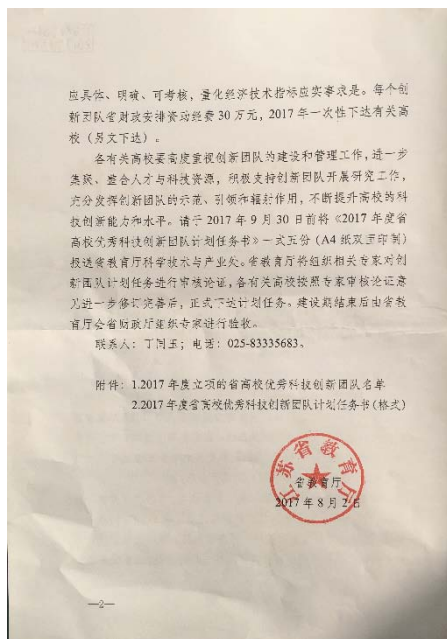 应具体、明确、可考核，量化经济技术指标应实事求是。每个创
新团队省财政安排资助经费30万元，2017年一次性下达有关高
校（另文下达）。
各有关高校要高度重视创新团队的建设和管理工作，进一步
集聚、整合人才与科技资源，积极支持创新团队开展研究工作，
充分发挥创新团队的示范、引领和辐射作用，不断提升高校的科
技创新能力和水平。请于2017年9月30日前将《2017年度省
高校优秀科技创新团队计划任务书》一式五份（A4纸双面印制）
报送省教育厅科学技术与产业处。省教育厅将组织相关专家对创
新团队计划任务进行审核论证，各有关高校按照专家审核论证意
见进一步修订完善后，正式下达计划任务。建设期结束后由省教
育厅会省财政厅组织专家进行验收。
联系人：丁闩玉；电话：025-83335683。
附件：1.2017年度立项的省高校优秀科技创新团队名单
2.2017年度省高校优秀科技创新团队计划任务书(格式)
江苏省教育厅
省教育厅
2017年8月2日
—2—